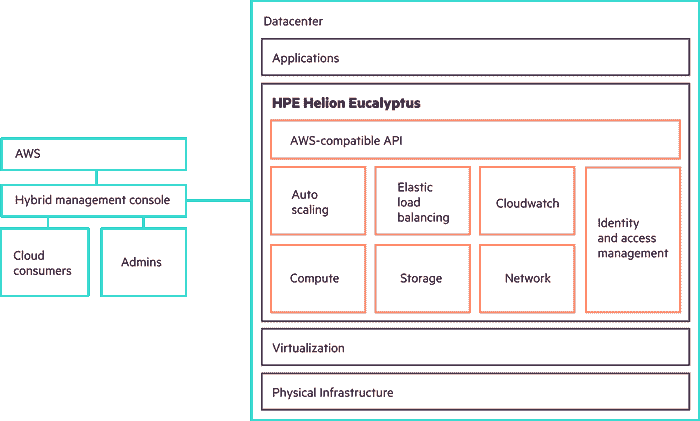 Datacenter
Applications
HPE Helion Eucalyptus
AWS-compatible API
Auto
scaling
Elastic
load
balancing
Cloudwatch
Identity
and access
management
Compute
Storage
Network
Virtualization
Physical Infrastructure
AWS
Hybrid management console
Cloud
consumers
Admins